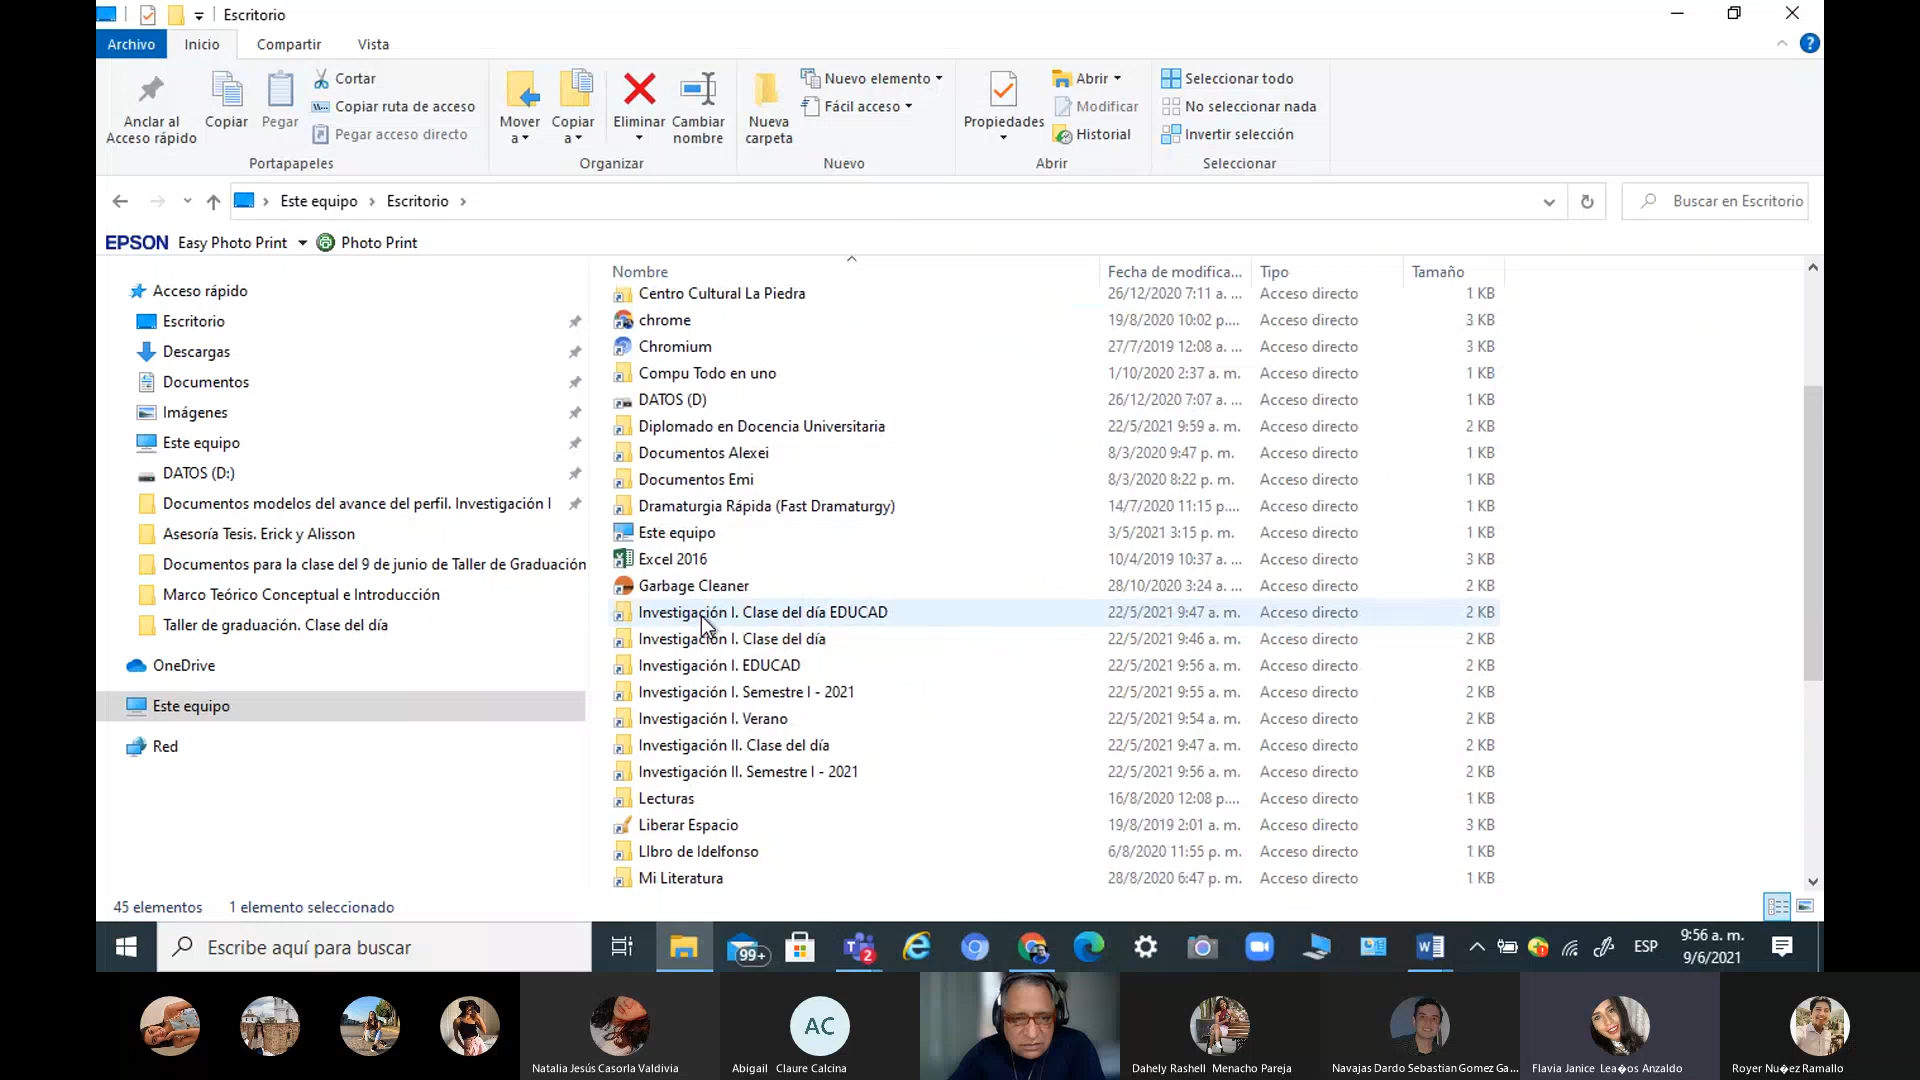 Escritorio
Archivo Inicio Compartir Vista
Anclar al Acceso rápido
Copiar
Pegar
Cortar
Copiar ruta de acceso
Pegar acceso directo
Portapapeles
Mover a
Copiar a
Eliminar
Cambiar nombre
Organizar
Nueva carpeta
Nuevo elemento
Fácil acceso
Nuevo
Propiedades
Abrir
Modificar
Historial
Abrir
Seleccionar todo
No seleccionar nada
Invertir selección
Seleccionar
Este equipo > Escritorio >
Buscar en Escritorio
EPSON Easy Photo Print Photo Print
Acceso rápido
Escritorio
Descargas
Documentos
Imágenes
Este equipo
DATOS (D:)
Documentos modelos del avance del perfil. Investigación I
Asesoría Tesis. Erick y Alisson
Documentos para la clase del 9 de junio de Taller de Graduación
Marco Teórico Conceptual e Introducción
Taller de graduación. Clase del día
OneDrive
Este equipo
Red
Nombre Fecha de modifica... Tipo Tamaño
Centro Cultural La Piedra 26/12/2020 7:11 a. ... Acceso directo 1 KB
chrome 19/8/2020 10:02 p.... Acceso directo 3 KB
Chromium 27/7/2019 12:08 a. ... Acceso directo 3 KB
Compu Todo en uno 1/10/2020 2:37 a. m. Acceso directo 1 KB
DATOS (D) 26/12/2020 7:07 a. ... Acceso directo 1 KB
Diplomado en Docencia Universitaria 22/5/2021 9:59 a. m. Acceso directo 2 KB
Documentos Alexei 8/3/2020 9:47 p. m. Acceso directo 1 KB
Documentos Emi 8/3/2020 8:22 p. m. Acceso directo 1 KB
Dramaturgia Rápida (Fast Dramaturgy) 14/7/2020 11:15 p.... Acceso directo 1 KB
Este equipo 3/5/2021 3:15 p. m. Acceso directo 1 KB
Excel 2016 10/4/2019 10:37 a.... Acceso directo 3 KB
Garbage Cleaner 28/10/2020 3:24 a. ... Acceso directo 2 KB
Investigación I. Clase del día EDUCAD 22/5/2021 9:47 a. m. Acceso directo 2 KB
Investigación I. Clase del día 22/5/2021 9:46 a. m. Acceso directo 2 KB
Investigación I. EDUCAD 22/5/2021 9:56 a. m. Acceso directo 2 KB
Investigación I. Semestre I - 2021 22/5/2021 9:55 a. m. Acceso directo 2 KB
Investigación I. Verano 22/5/2021 9:54 a. m. Acceso directo 2 KB
Investigación II. Clase del día 22/5/2021 9:47 a. m. Acceso directo 2 KB
Investigación II. Semestre I - 2021 22/5/2021 9:56 a. m. Acceso directo 2 KB
Lecturas 16/8/2020 12:08 p.... Acceso directo 1 KB
Liberar Espacio 19/8/2019 2:01 a. m. Acceso directo 3 KB
LIbro de Idelfonso 6/8/2020 11:55 p. m. Acceso directo 1 KB
Mi Literatura 28/8/2020 6:47 p. m. Acceso directo 1 KB
45 elementos 1 elemento seleccionado
Escribe aquí para buscar
99+
2
ESP
9:56 a. m.
9/6/2021
AC
Natalia Jesús Casorla Valdivia
Abigail Claure Calcina
Dahely Rashell Menacho Pareja
Navajas Dardo Sebastian Gomez Ga...
Flavia Janice Lea�os Anzaldo
Royer Nu�ez Ramallo